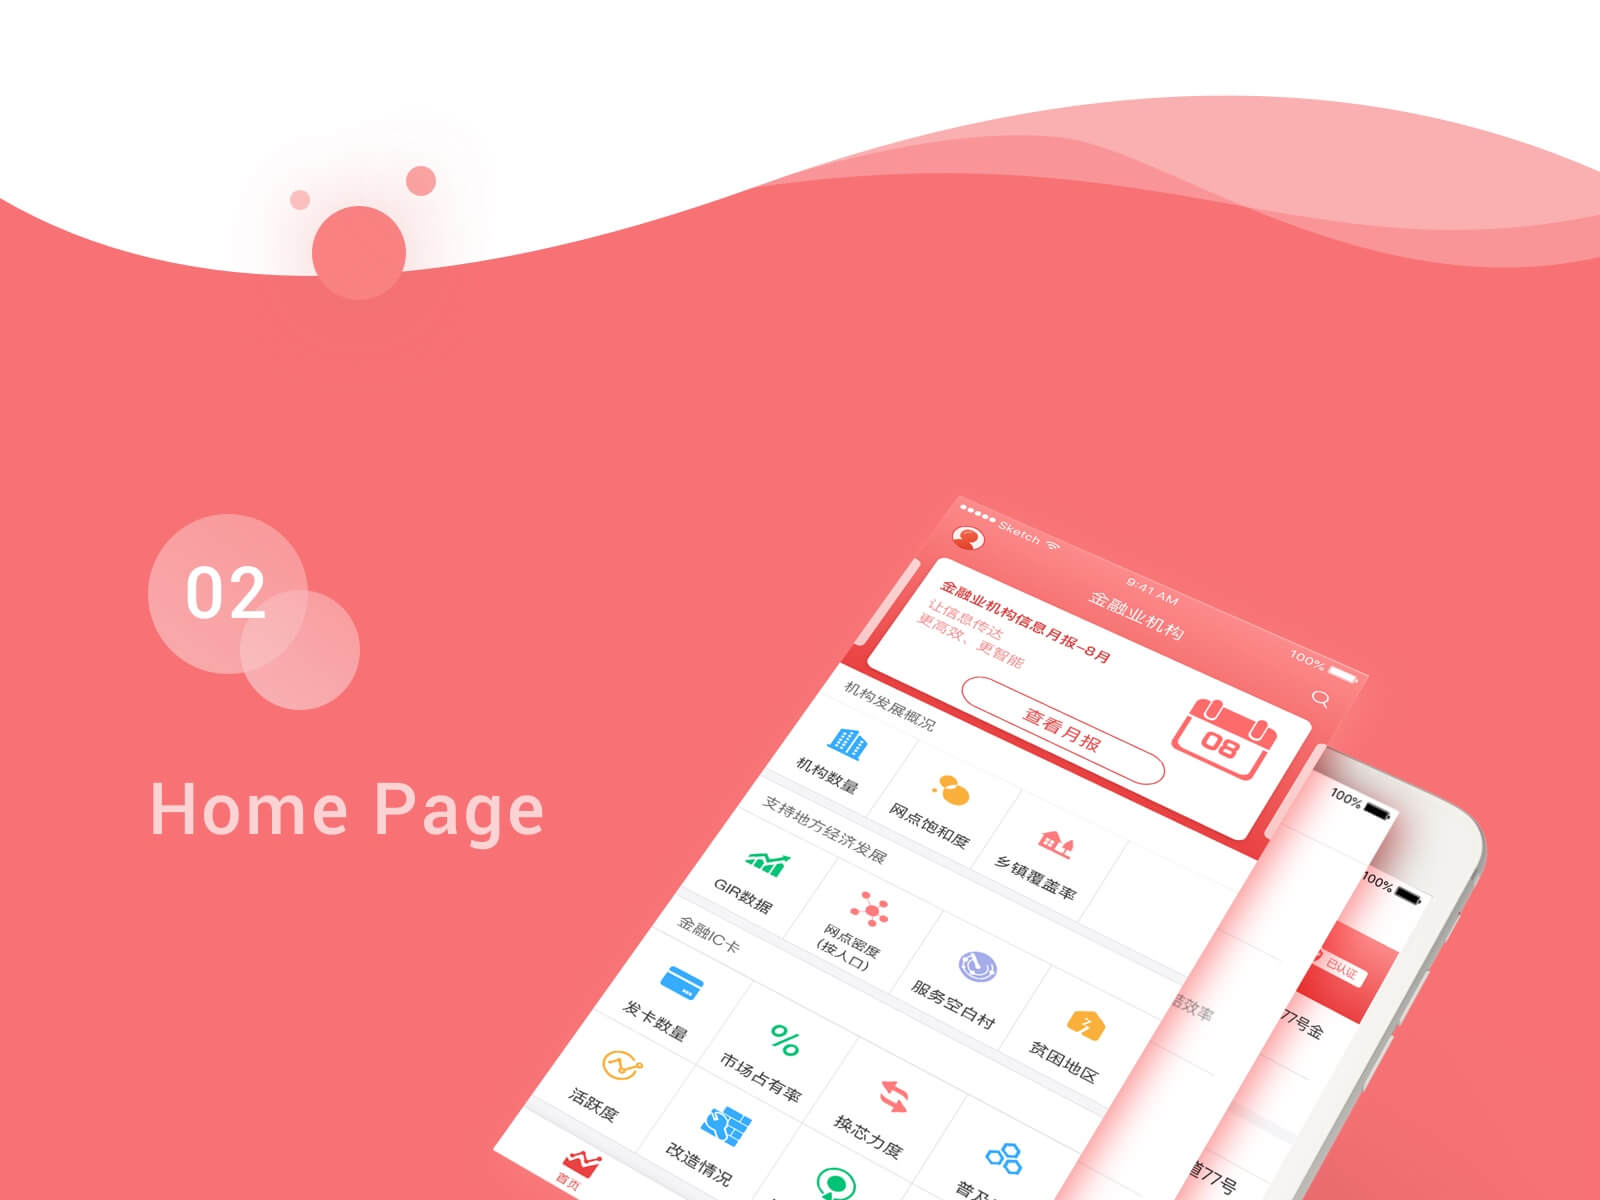 02
Home Page
Sketch
9:41 AM
100%
金融业机构
金融业机构信息月报-8月
让信息传达
更高效、更智能
查看月报
08
机构发展概况
机构数量
网点饱和度
乡镇覆盖率
支持地方经济发展
GIR数据
网点密度
(按人口)
服务空白村
贫困地区
金融IC卡
发卡数量
市场占有率
换芯力度
普及
活跃度
改造情况
首页
100%
效率
100%
已认证
77号金
道77号